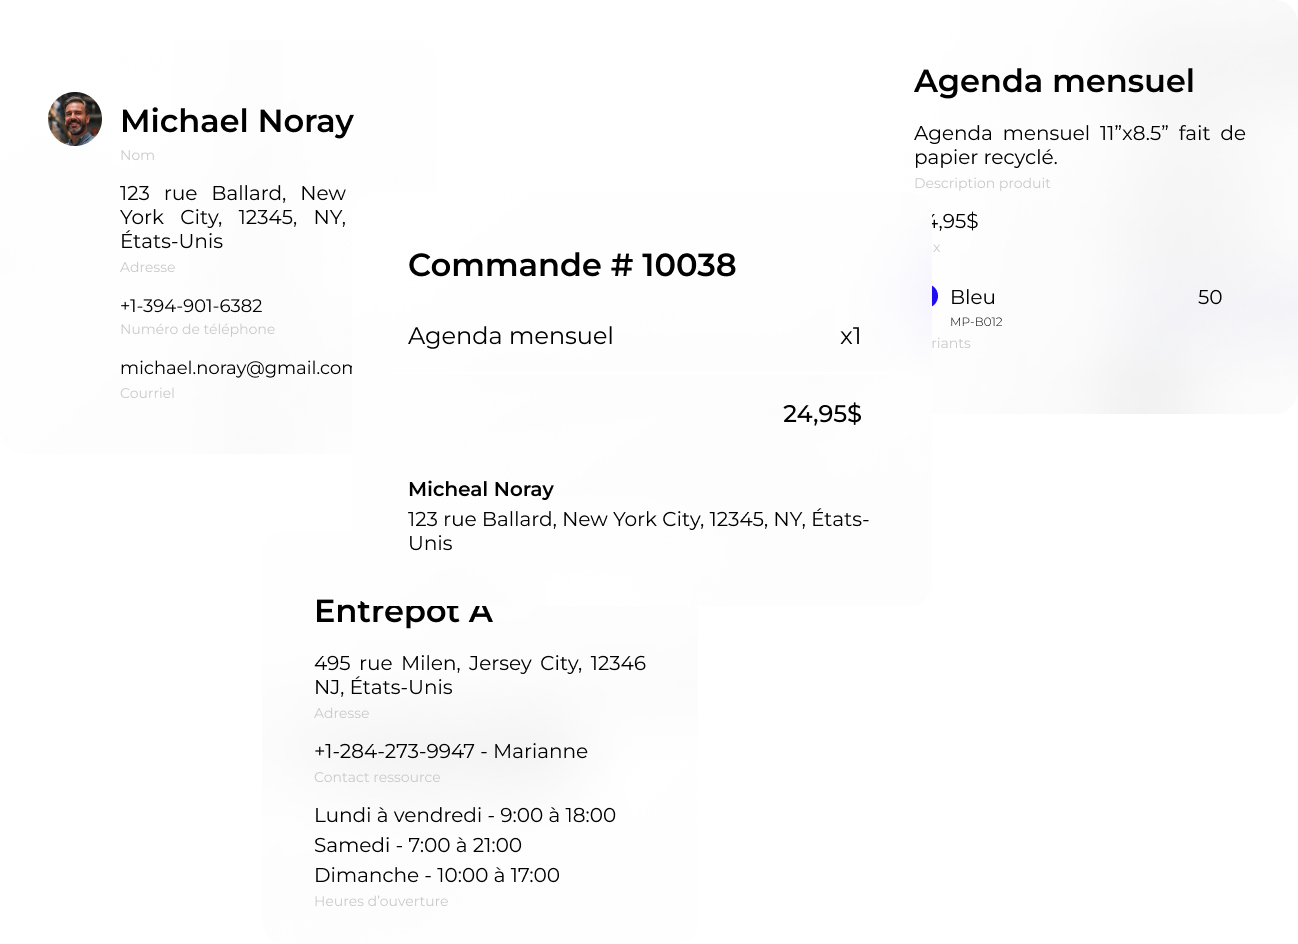 Michael Noray
Nom
123 rue Ballard, New
York City, 12345, NY,
États-Unis
Adresse
+1-394-901-6382
Numéro de téléphone
michael.noray@gmail.com
Courriel
Commande # 10038
Agenda mensuel x1
24,95$
Micheal Noray
123 rue Ballard, New York City, 12345, NY, États-
Unis
Agenda mensuel
Agenda mensuel 11”x8.5” fait de
papier recyclé.
Description produit
4,95$
x
Bleu 50
MP-B012
riants
Entrepot A
495 rue Milen, Jersey City, 12346
NJ, États-Unis
Adresse
+1-284-273-9947 - Marianne
Contact ressource
Lundi à vendredi - 9:00 à 18:00
Samedi - 7:00 à 21:00
Dimanche - 10:00 à 17:00
Heures d’ouverture